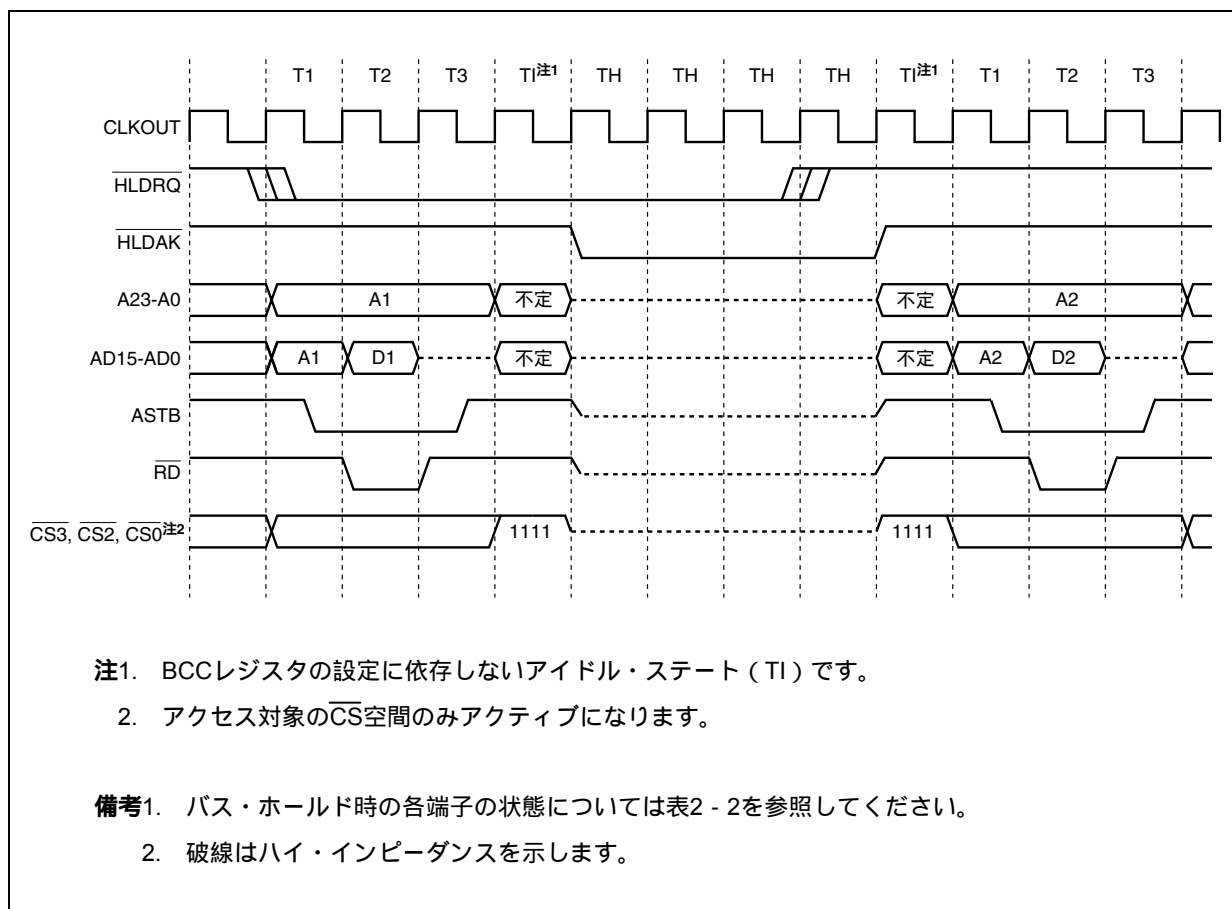 T1 T2 T3 TI注1 TH TH TH TH TI注1 T1 T2 T3
CLKOUT
HLDRQ
HLDAK
A23-A0 A1 不定 不定 A2
AD15-AD0 A1 D1 不定 不定 A2 D2
ASTB
RD
CS3, CS2, CS0注2 1111 1111
注1. BCCレジスタの設定に依存しないアイドル・ステート(TI)です。
2. アクセス対象のCS空間のみアクティブになります。
備考1. バス・ホールド時の各端子の状態については表2-2を参照してください。
2. 破線はハイ・インピーダンスを示します。